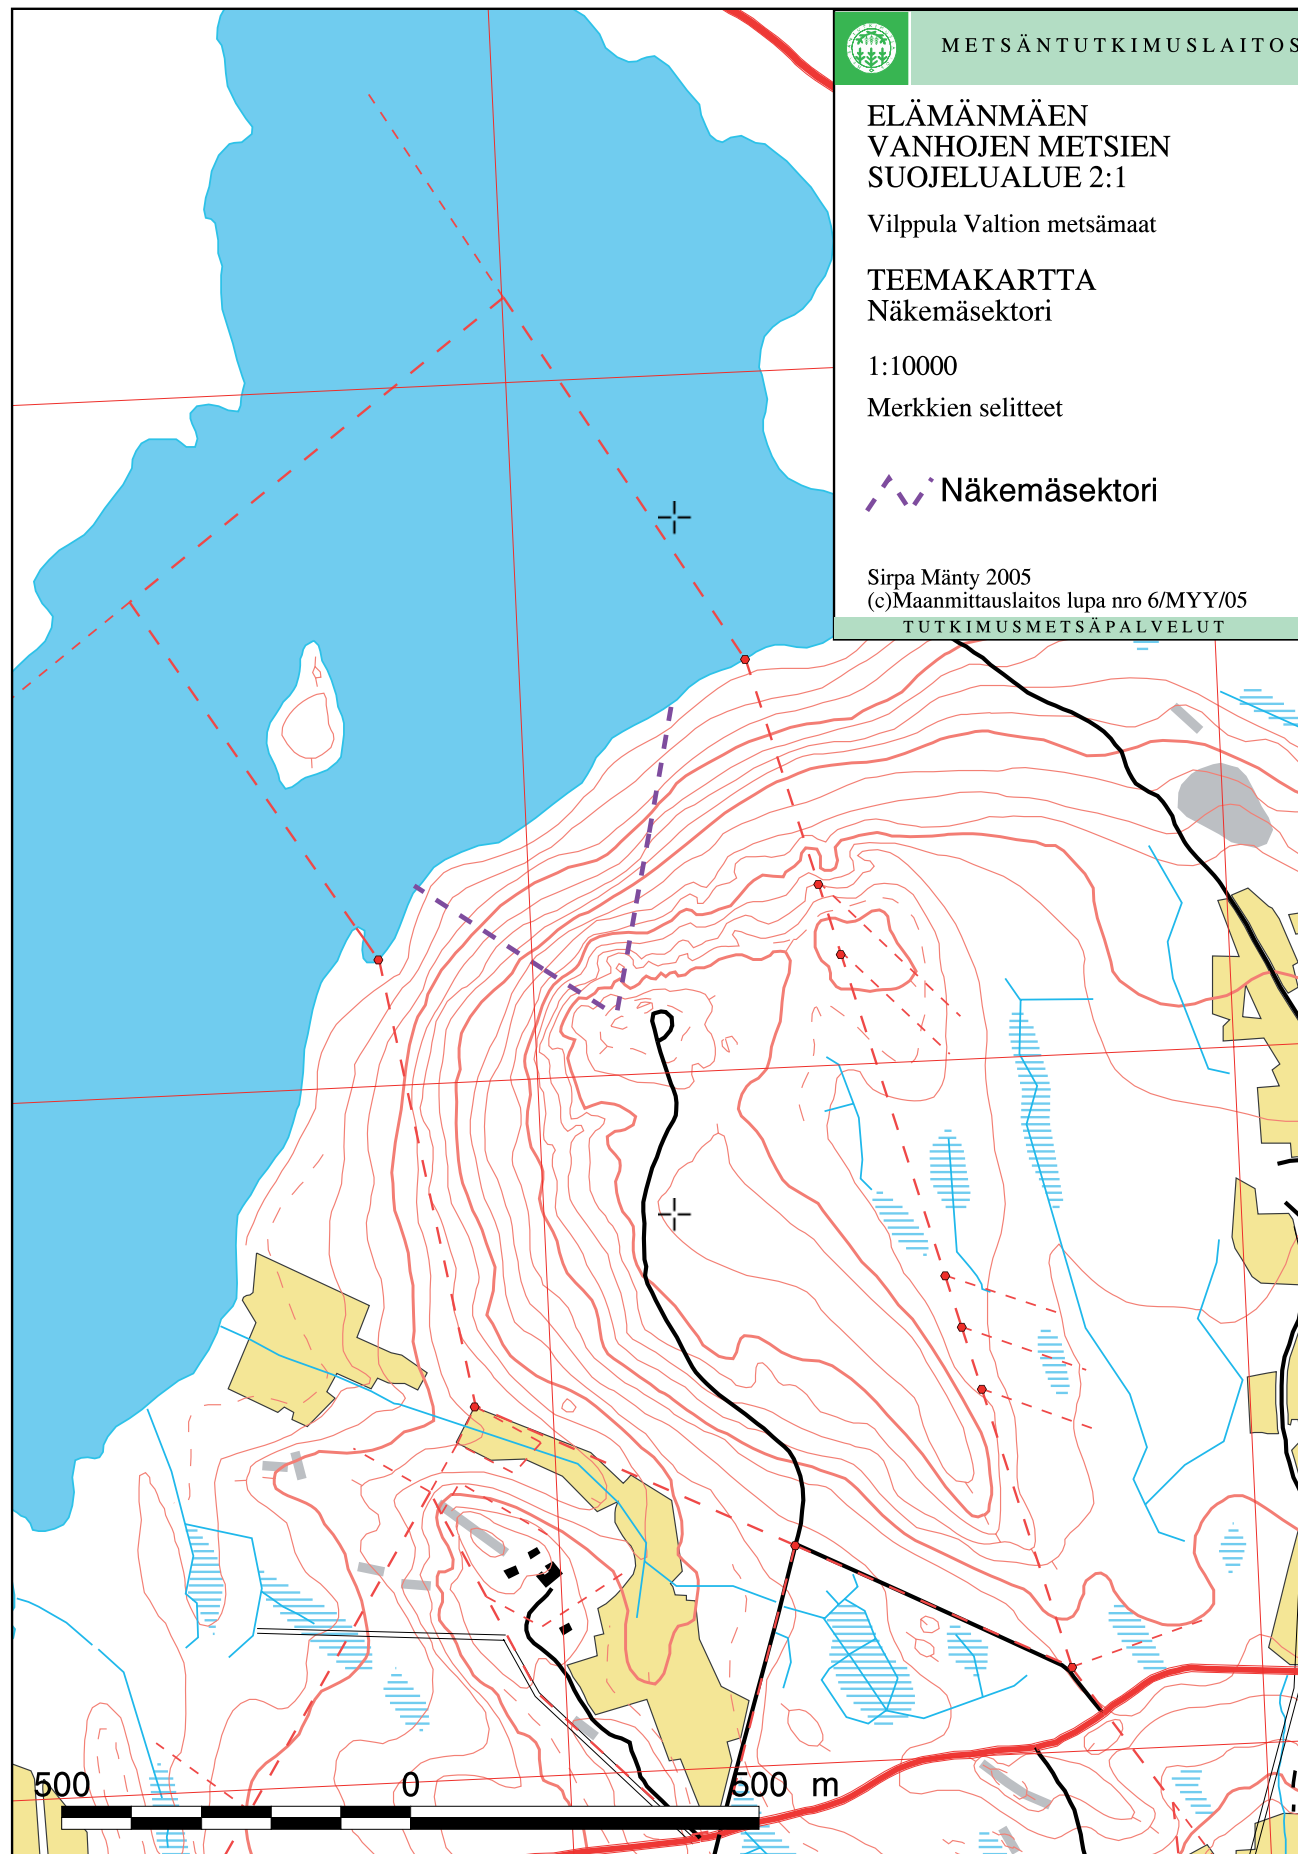 METSÄNTUTKIMUSLAITOS
ELÄMÄNMÄEN
VANHOJEN METSIEN
SUOJELUALUE 2:1
Vilppula Valtion metsämaat
TEEMAKARTTA
Näkemäsektori
1:10000
Merkkien selitteet
Näkemäsektori
Sirpa Mänty 2005
(c)Maanmittauslaitos lupa nro 6/MYY/05
TUTKIMUSMETSÄPALVELUT
500 0 500 m